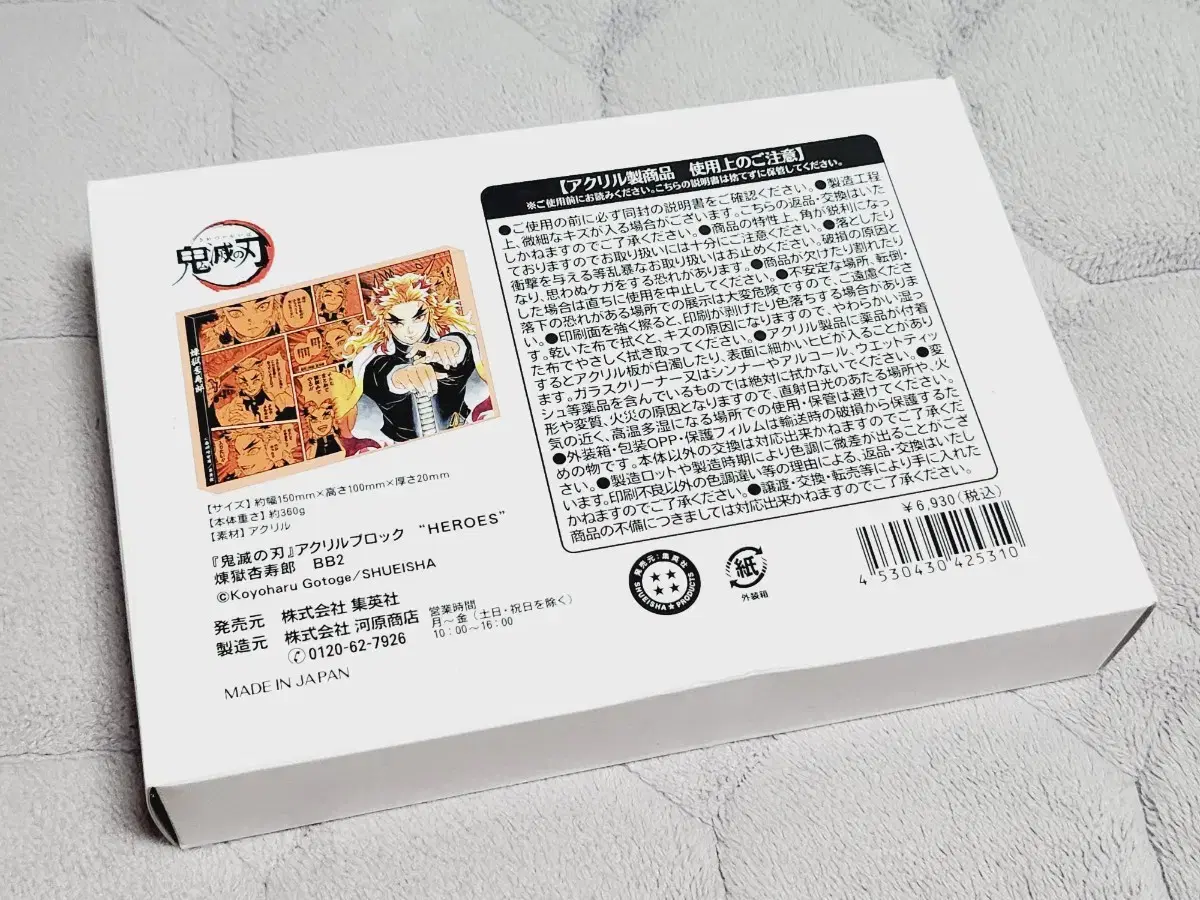 鬼滅の刃
煉獄杏寿郎
【サイズ】約幅150mm×高さ100mm×厚さ20mm
【本体重さ】約360g
【素材】アクリル
『鬼滅の刃』アクリルブロック “HEROES”
煉獄杏寿郎 BB2
©Koyoharu Gotoge/SHUEISHA
発売元 株式会社 集英社
製造元 株式会社 河原商店
0120-62-7926
営業時間
月～金(土日・祝日を除く)
10:00～16:00
MADE IN JAPAN
【アクリル製商品 使用上のご注意】
※ご使用前にお読みください。こちらの説明書は捨てずに保管してください。
●ご使用の前に必ず同封の説明書をご確認ください。●製造工程
上、微細なキズが入る場合がございます。こちらの返品・交換はいた
しかねますのでご了承ください。●商品の特性上、角が鋭利になっ
ておりますのでお取り扱いには十分にご注意ください。●落としたり
衝撃を与える等乱暴なお取り扱いはお止めください。破損の原因と
なり、思わぬケガをする恐れがあります。●商品が欠けたり割れたり
した場合は直ちに使用を中止してください。●不安定な場所、転倒・
落下の恐れがある場所での展示は大変危険ですので、ご遠慮くださ
い。●印刷面を強く擦ると、印刷が剥げたり色落ちする場合がありま
す。乾いた布で拭くと、キズの原因になりますので、やわらかい湿っ
た布でやさしく拭き取ってください。●アクリル製品に薬品が付着
するとアクリル板が白濁したり、表面に細かいヒビが入ることがあり
ます。ガラスクリーナー又はシンナーやアルコール、ウエットティッ
シュ等薬品を含んでいるものでは絶対に拭かないでください。●変
形や変質、火災の原因となりますので、直射日光のあたる場所や、火
気の近く、高温多湿になる場所での使用・保管は避けてください。
●外装箱・包装OPP・保護フィルムは輸送時の破損から保護するた
めの物です。本体以外の交換は対応出来かねますのでご了承くだ
さい。●製造ロットや製造時期により色調に微差が出ることがござ
います。印刷不良以外の色調違い等の理由による、返品・交換はいたし
かねますのでご了承ください。●譲渡・交換・転売等により手に入れた
商品の不備につきましては対応出来かねますのでご了承ください。
発売元:集英社
SHUEISHA★PRODUCTS
紙
外装箱
￥6,930(税込)
4 530430 425310